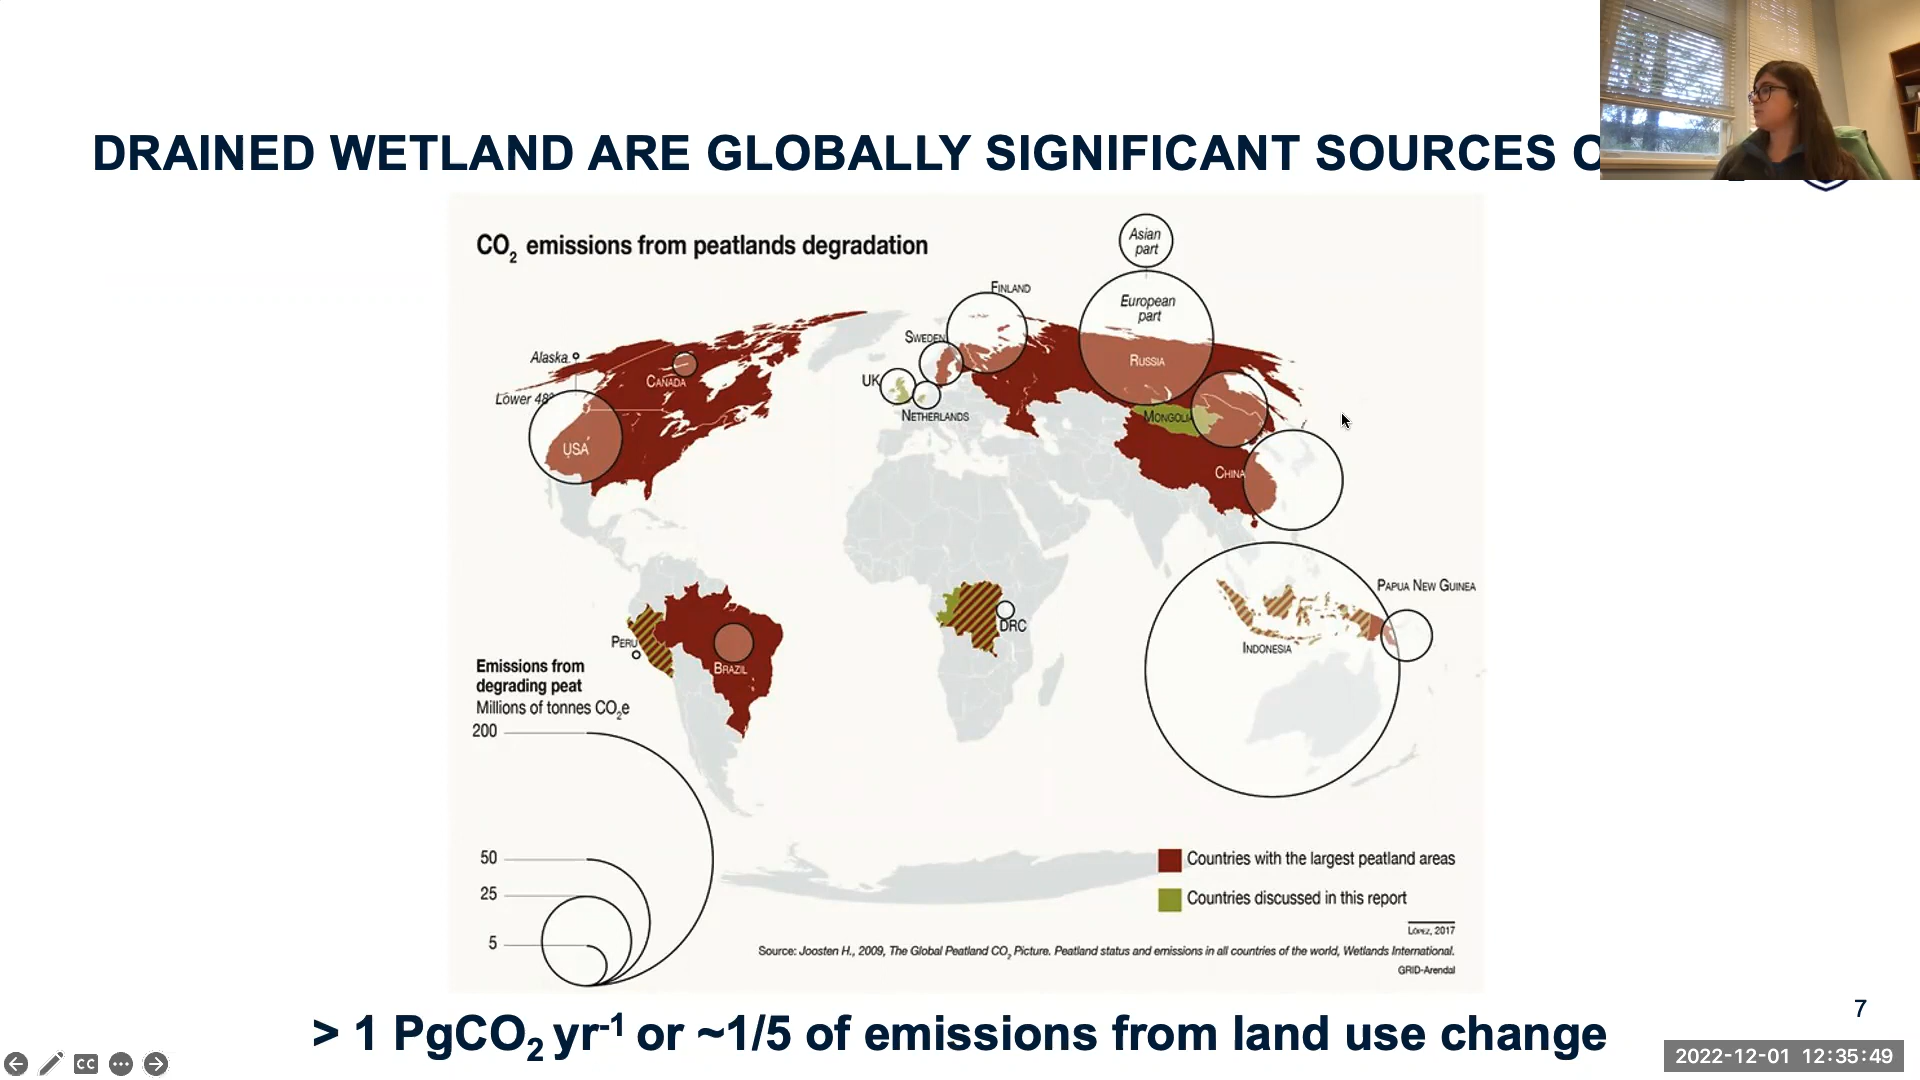 DRAINED WETLAND ARE GLOBALLY SIGNIFICANT SOURCES
CO₂ emissions from peatlands degradation
Asian
part
European
part
RUSSIA
FINLAND
SWEDEN
UK
NETHERLANDS
Alaska
CANADA
Lower 48
USA
MONGOLIA
CHINA
PAPUA NEW GUINEA
INDONESIA
DRC
PERU
BRAZIL
Emissions from
degrading peat
Millions of tonnes CO₂e
200
50
25
5
Countries with the largest peatland areas
Countries discussed in this report
LÓPEZ, 2017
Source: Joosten H., 2009, The Global Peatland CO₂ Picture. Peatland status and emissions in all countries of the world, Wetlands International.
GRID-Arendal
> 1 PgCO₂ yr⁻¹ or ~1/5 of emissions from land use change
7
CC
2022-12-01 12:35:49